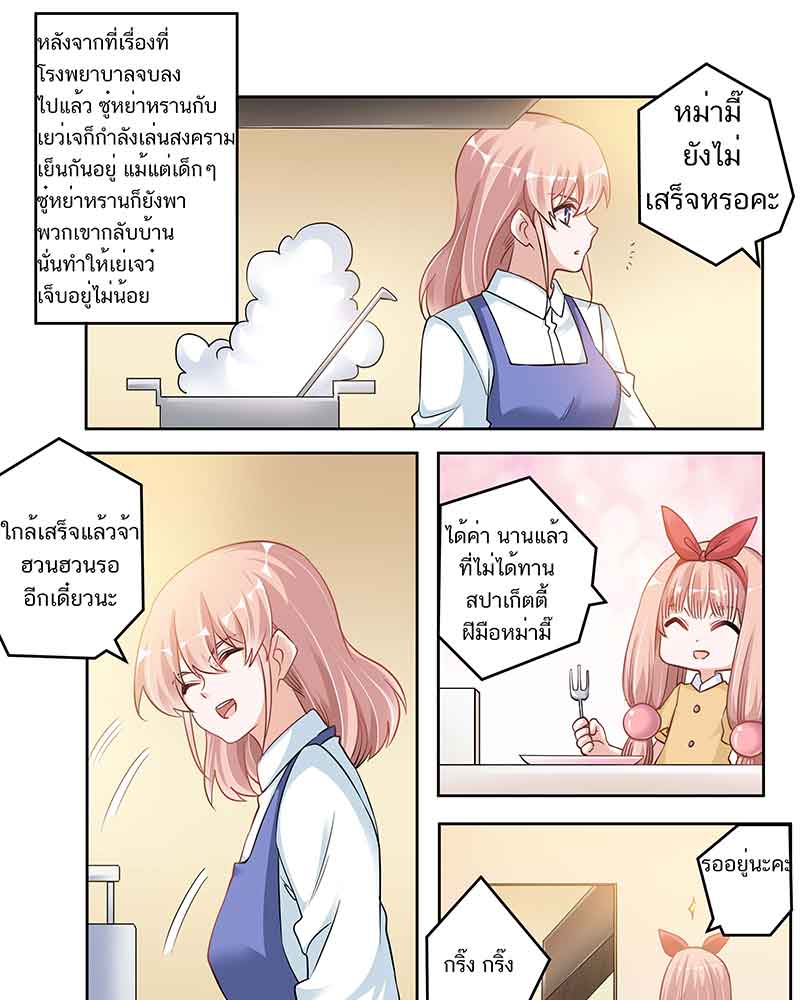 หลังจากที่เรื่องที่
โรงพยาบาลจบลง
ไปแล้ว ซู๋หย่าหรานกับ
เยว่เจก็กำลังเล่นสงคราม
เย็นกันอยู่ แม้แต่เด็กๆ
ซู๋หย่าหรานก็ยังพา
พวกเขากลับบ้าน
นั่นทำให้เย่เจว๋
เจ็บอยู่ไม่น้อย
หม่ามี๊
ยังไม่
เสร็จหรอคะ
ใกล้เสร็จแล้วจ้า
ฮวนฮวนรอ
อีกเดี๋ยวนะ
ได้ค่า นานแล้ว
ที่ไม่ได้ทาน
สปาเก็ตตี้
ฝีมือหม่ามี๊
รออยู่นะคะ
กริ๊ง กริ๊ง